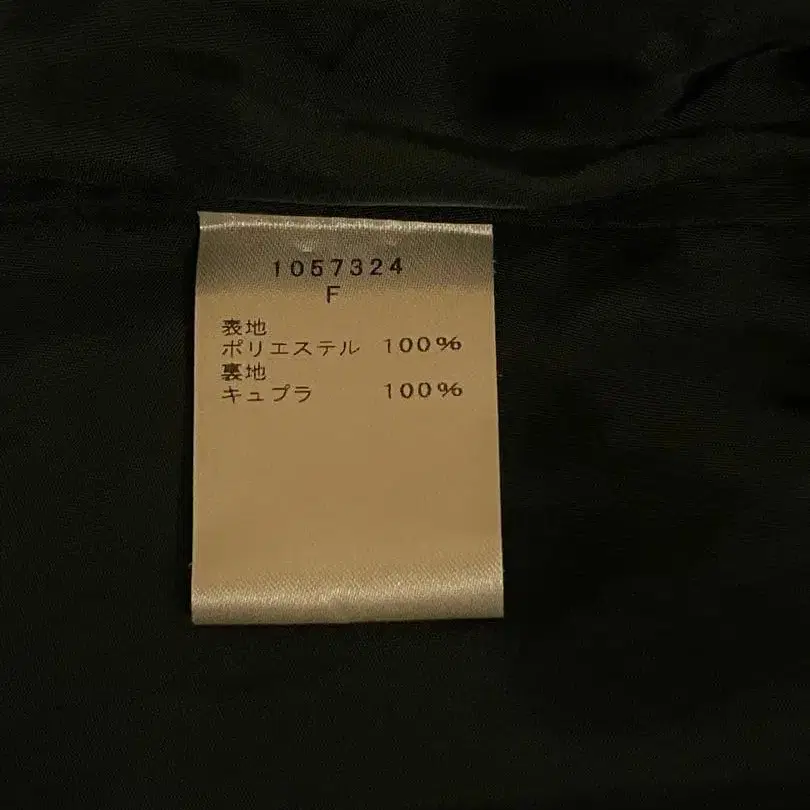 1057324
F
表地
ポリエステル 100%
裏地
キュプラ 100%